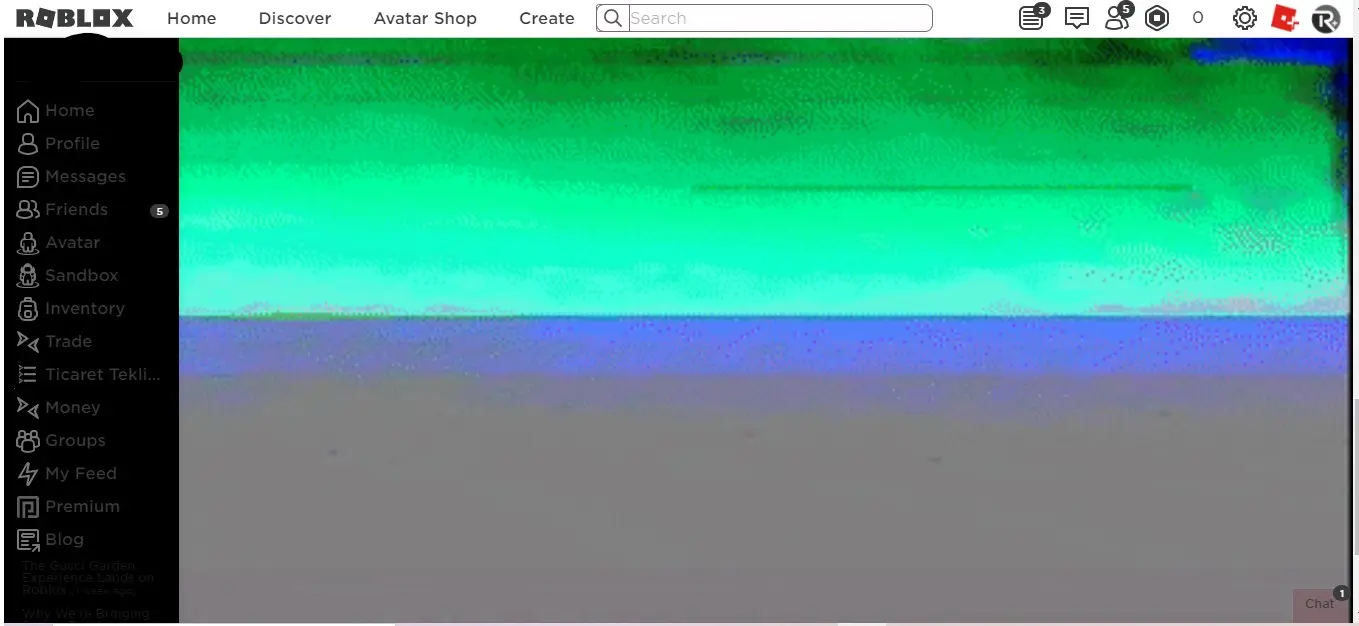 ROBLOX
Home
Discover
Avatar Shop
Create
Search
3
5
0
Home
Profile
Messages
Friends
5
Avatar
Sandbox
Inventory
Trade
Ticaret Tekli...
Money
Groups
My Feed
Premium
Blog
The Gucci Garden
Experience Lands on
Roblox (1 week ago)
Why We're Bringing
Chat
1